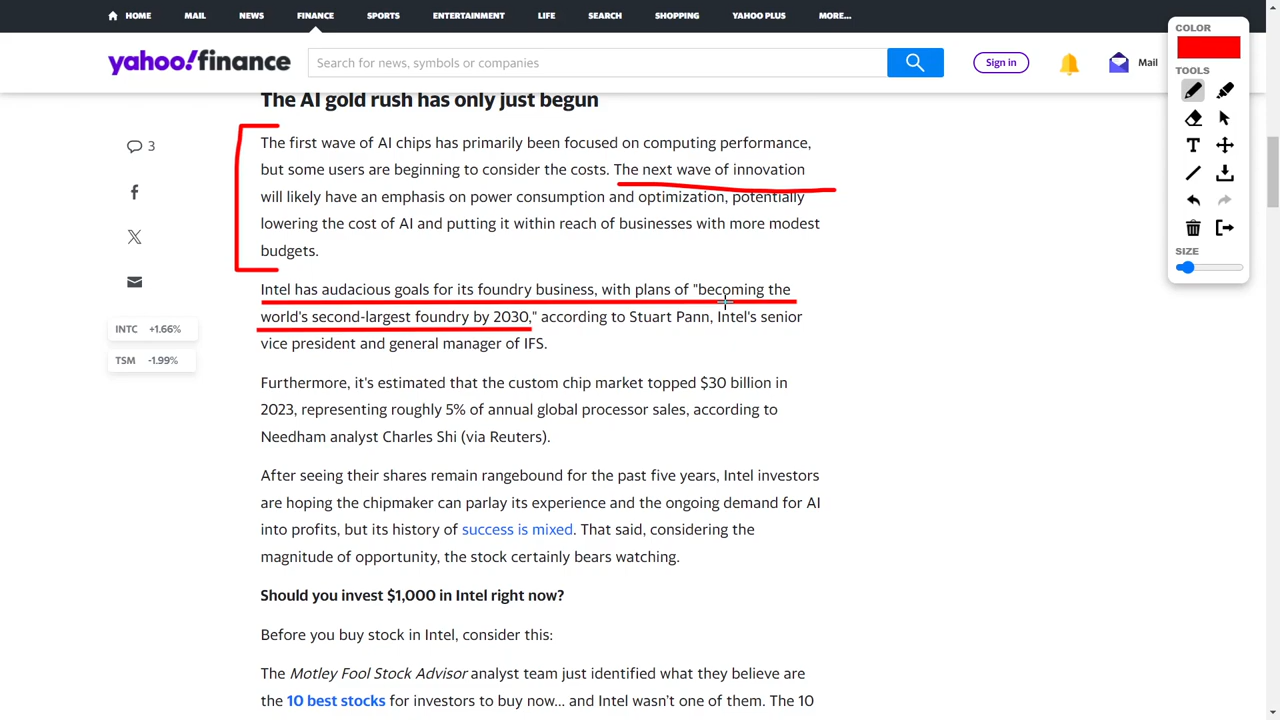 HOME MAIL NEWS FINANCE SPORTS ENTERTAINMENT LIFE SEARCH SHOPPING YAHOO PLUS MORE...
yahoo!finance
Search for news, symbols or companies
Sign in
Mail
COLOR
TOOLS
T
SIZE
3
INTC +1.66%
TSM -1.99%
The AI gold rush has only just begun
The first wave of AI chips has primarily been focused on computing performance,
but some users are beginning to consider the costs. The next wave of innovation
will likely have an emphasis on power consumption and optimization, potentially
lowering the cost of AI and putting it within reach of businesses with more modest
budgets.
Intel has audacious goals for its foundry business, with plans of "becoming the
world's second-largest foundry by 2030," according to Stuart Pann, Intel's senior
vice president and general manager of IFS.
Furthermore, it's estimated that the custom chip market topped $30 billion in
2023, representing roughly 5% of annual global processor sales, according to
Needham analyst Charles Shi (via Reuters).
After seeing their shares remain rangebound for the past five years, Intel investors
are hoping the chipmaker can parlay its experience and the ongoing demand for AI
into profits, but its history of success is mixed. That said, considering the
magnitude of opportunity, the stock certainly bears watching.
Should you invest $1,000 in Intel right now?
Before you buy stock in Intel, consider this:
The Motley Fool Stock Advisor analyst team just identified what they believe are
the 10 best stocks for investors to buy now… and Intel wasn't one of them. The 10